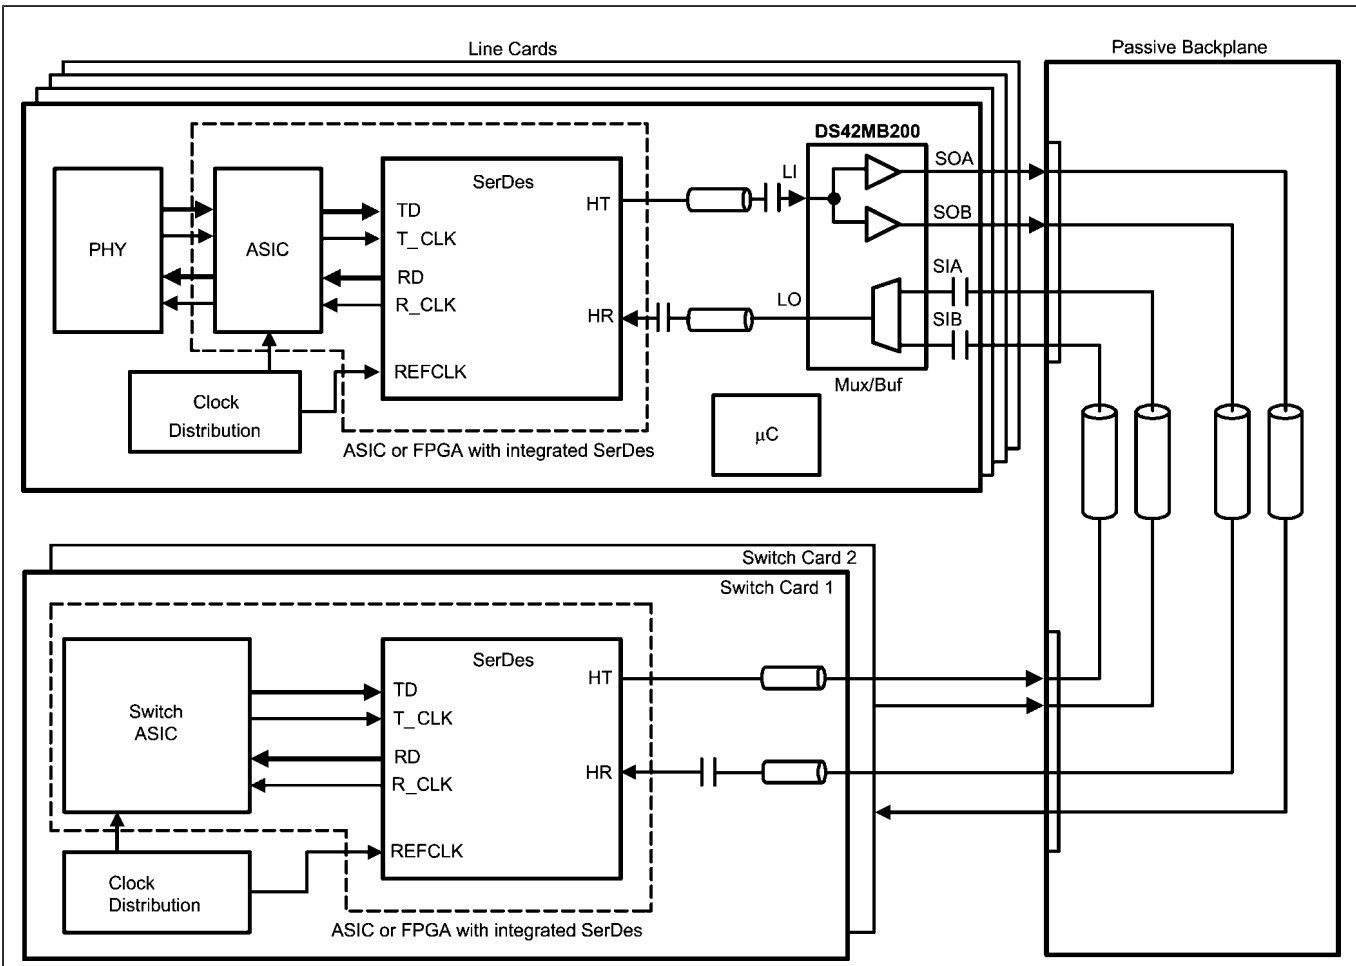 Line Cards
Passive Backplane
DS42MB200
SOA
SerDes
LI
HT
TD
SOB
PHY
ASIC
T_CLK
SIA
RD
LO
R_CLK
HR
SIB
REFCLK
Mux/Buf
Clock
Distribution
μC
ASIC or FPGA with integrated SerDes
Switch Card 2
Switch Card 1
SerDes
HT
TD
Switch
ASIC
T_CLK
RD
HR
R_CLK
REFCLK
Clock
Distribution
ASIC or FPGA with integrated SerDes